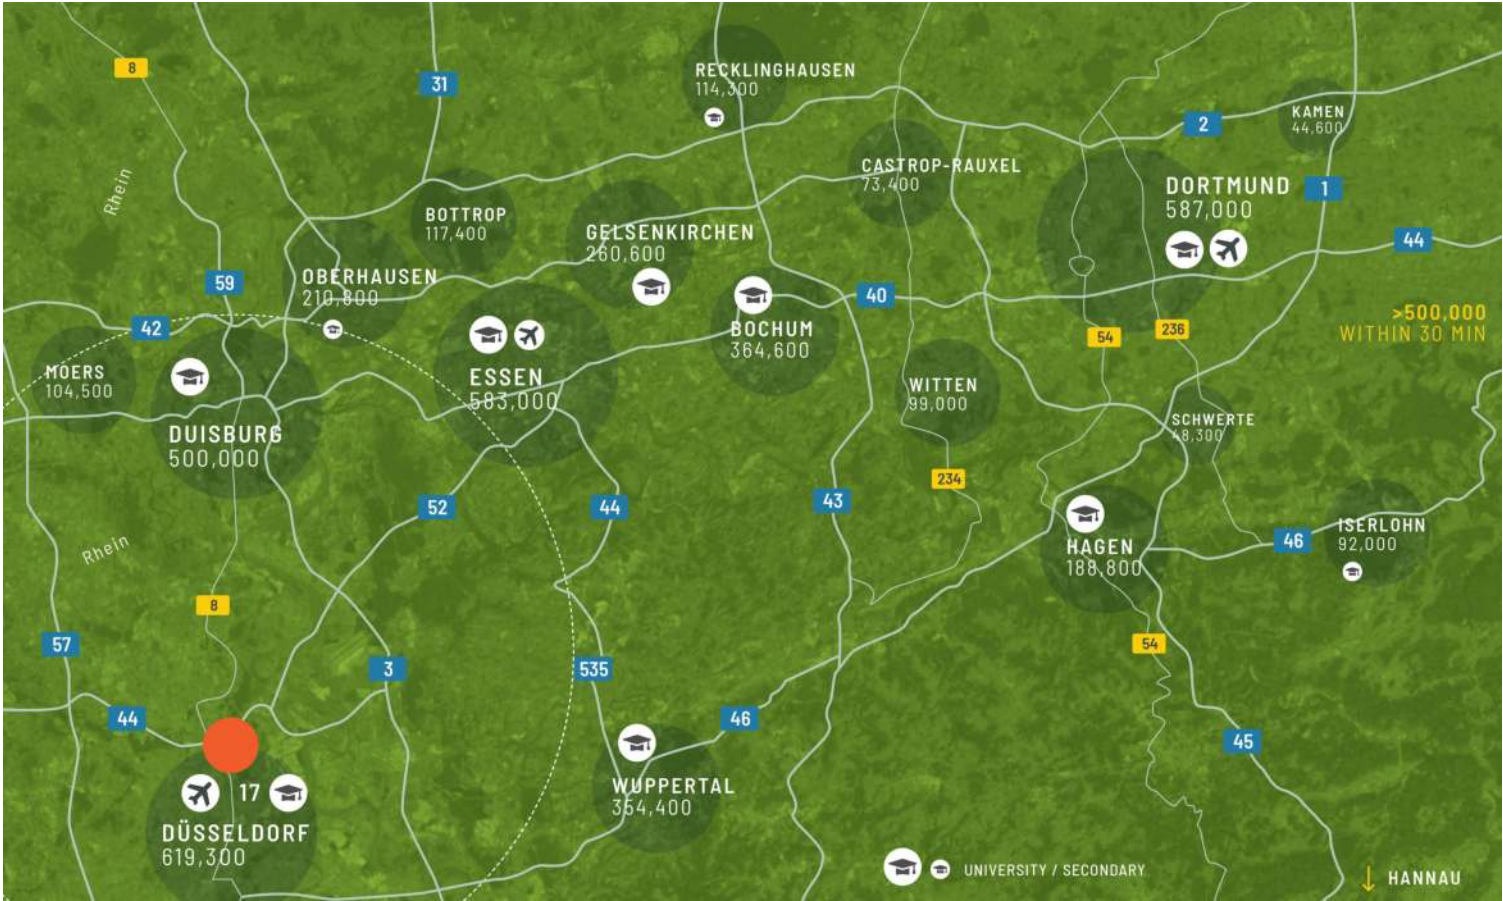 8
31
RECKLINGHAUSEN
114,300
2
KAMEN
44,600
Rhein
CASTROP-RAUXEL
73,400
DORTMUND
587,000
1
BOTTROP
117,400
GELSENKIRCHEN
260,600
44
59
OBERHAUSEN
210,800
40
42
BOCHUM
364,600
54
236
>500,000
WITHIN 30 MIN
MOERS
104,500
ESSEN
583,000
WITTEN
99,000
DUISBURG
500,000
SCHWERTE
48,300
52
44
43
234
Rhein
HAGEN
188,800
46
ISERLOHN
92,000
8
57
3
535
54
44
46
45
17
DÜSSELDORF
619,300
WUPPERTAL
354,400
UNIVERSITY / SECONDARY
HANNAU